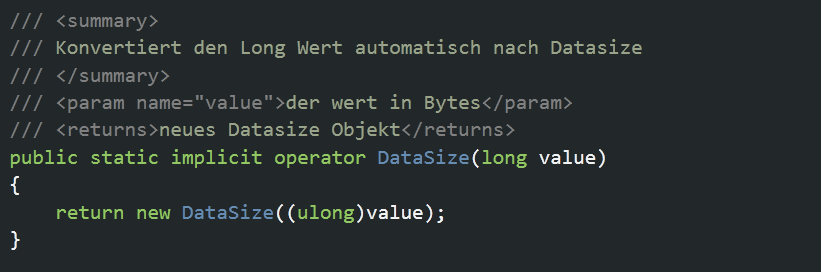 /// <summary>
/// Konvertiert den Long Wert automatisch nach Datasize
/// </summary>
/// <param name="value">der wert in Bytes</param>
/// <returns>neues Datasize Objekt</returns>
public static implicit operator DataSize(long value)
{
    return new DataSize((ulong)value);
}